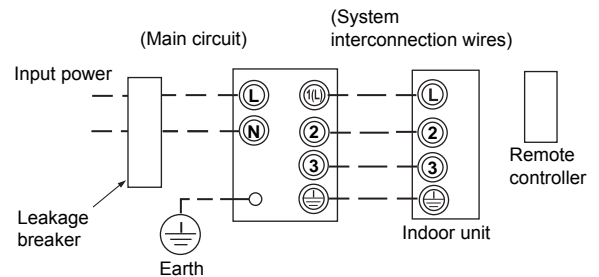 (System
interconnection wires)
(Main circuit)
Input power
L
N
1(L)
2
3
L
2
3
Remote
controller
Leakage
breaker
Earth
Indoor unit